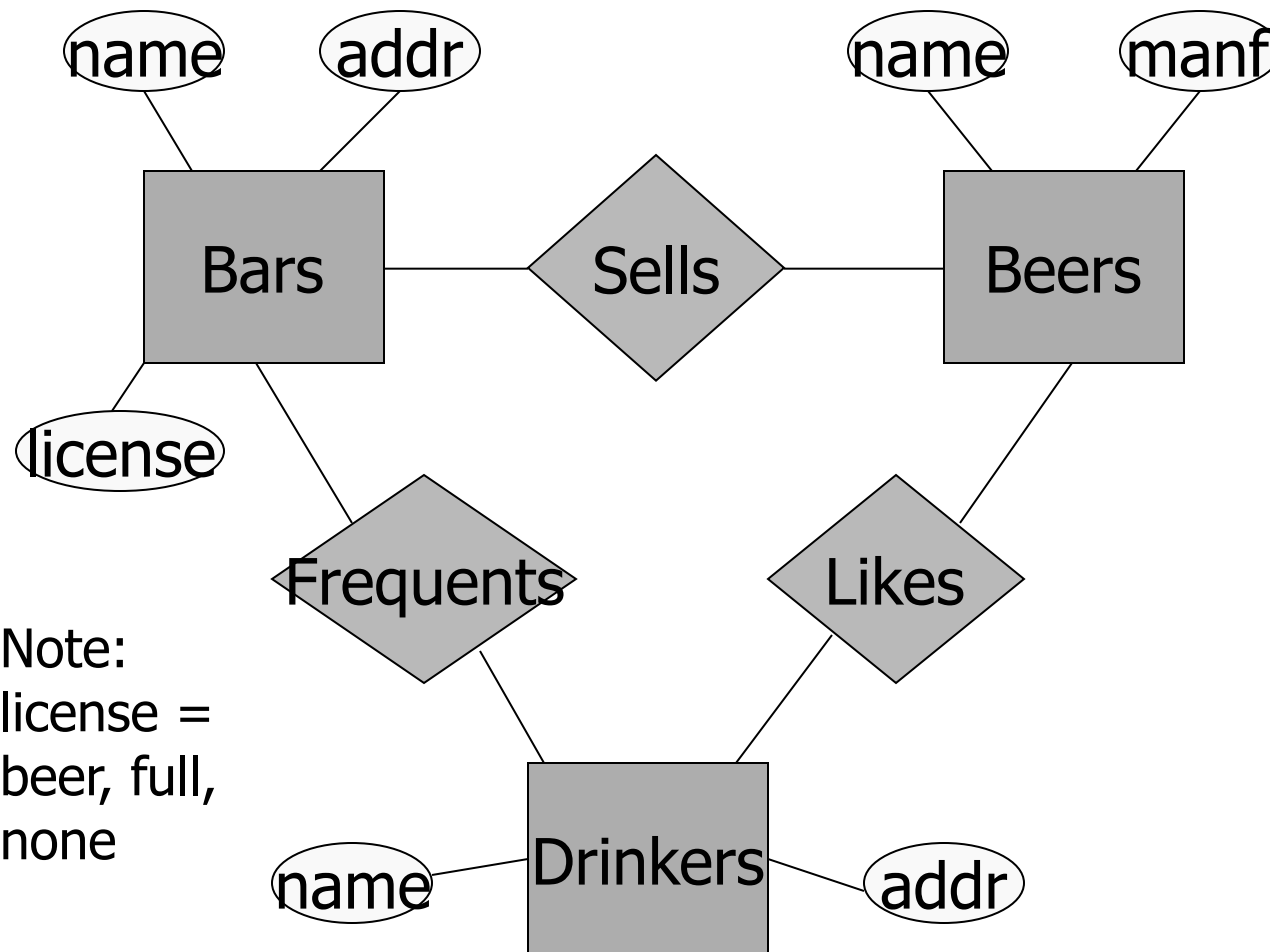 name
addr
name
manf
Bars
Sells
Beers
license
Frequents
Likes
Note:
license =
beer, full,
none
Drinkers
name
addr